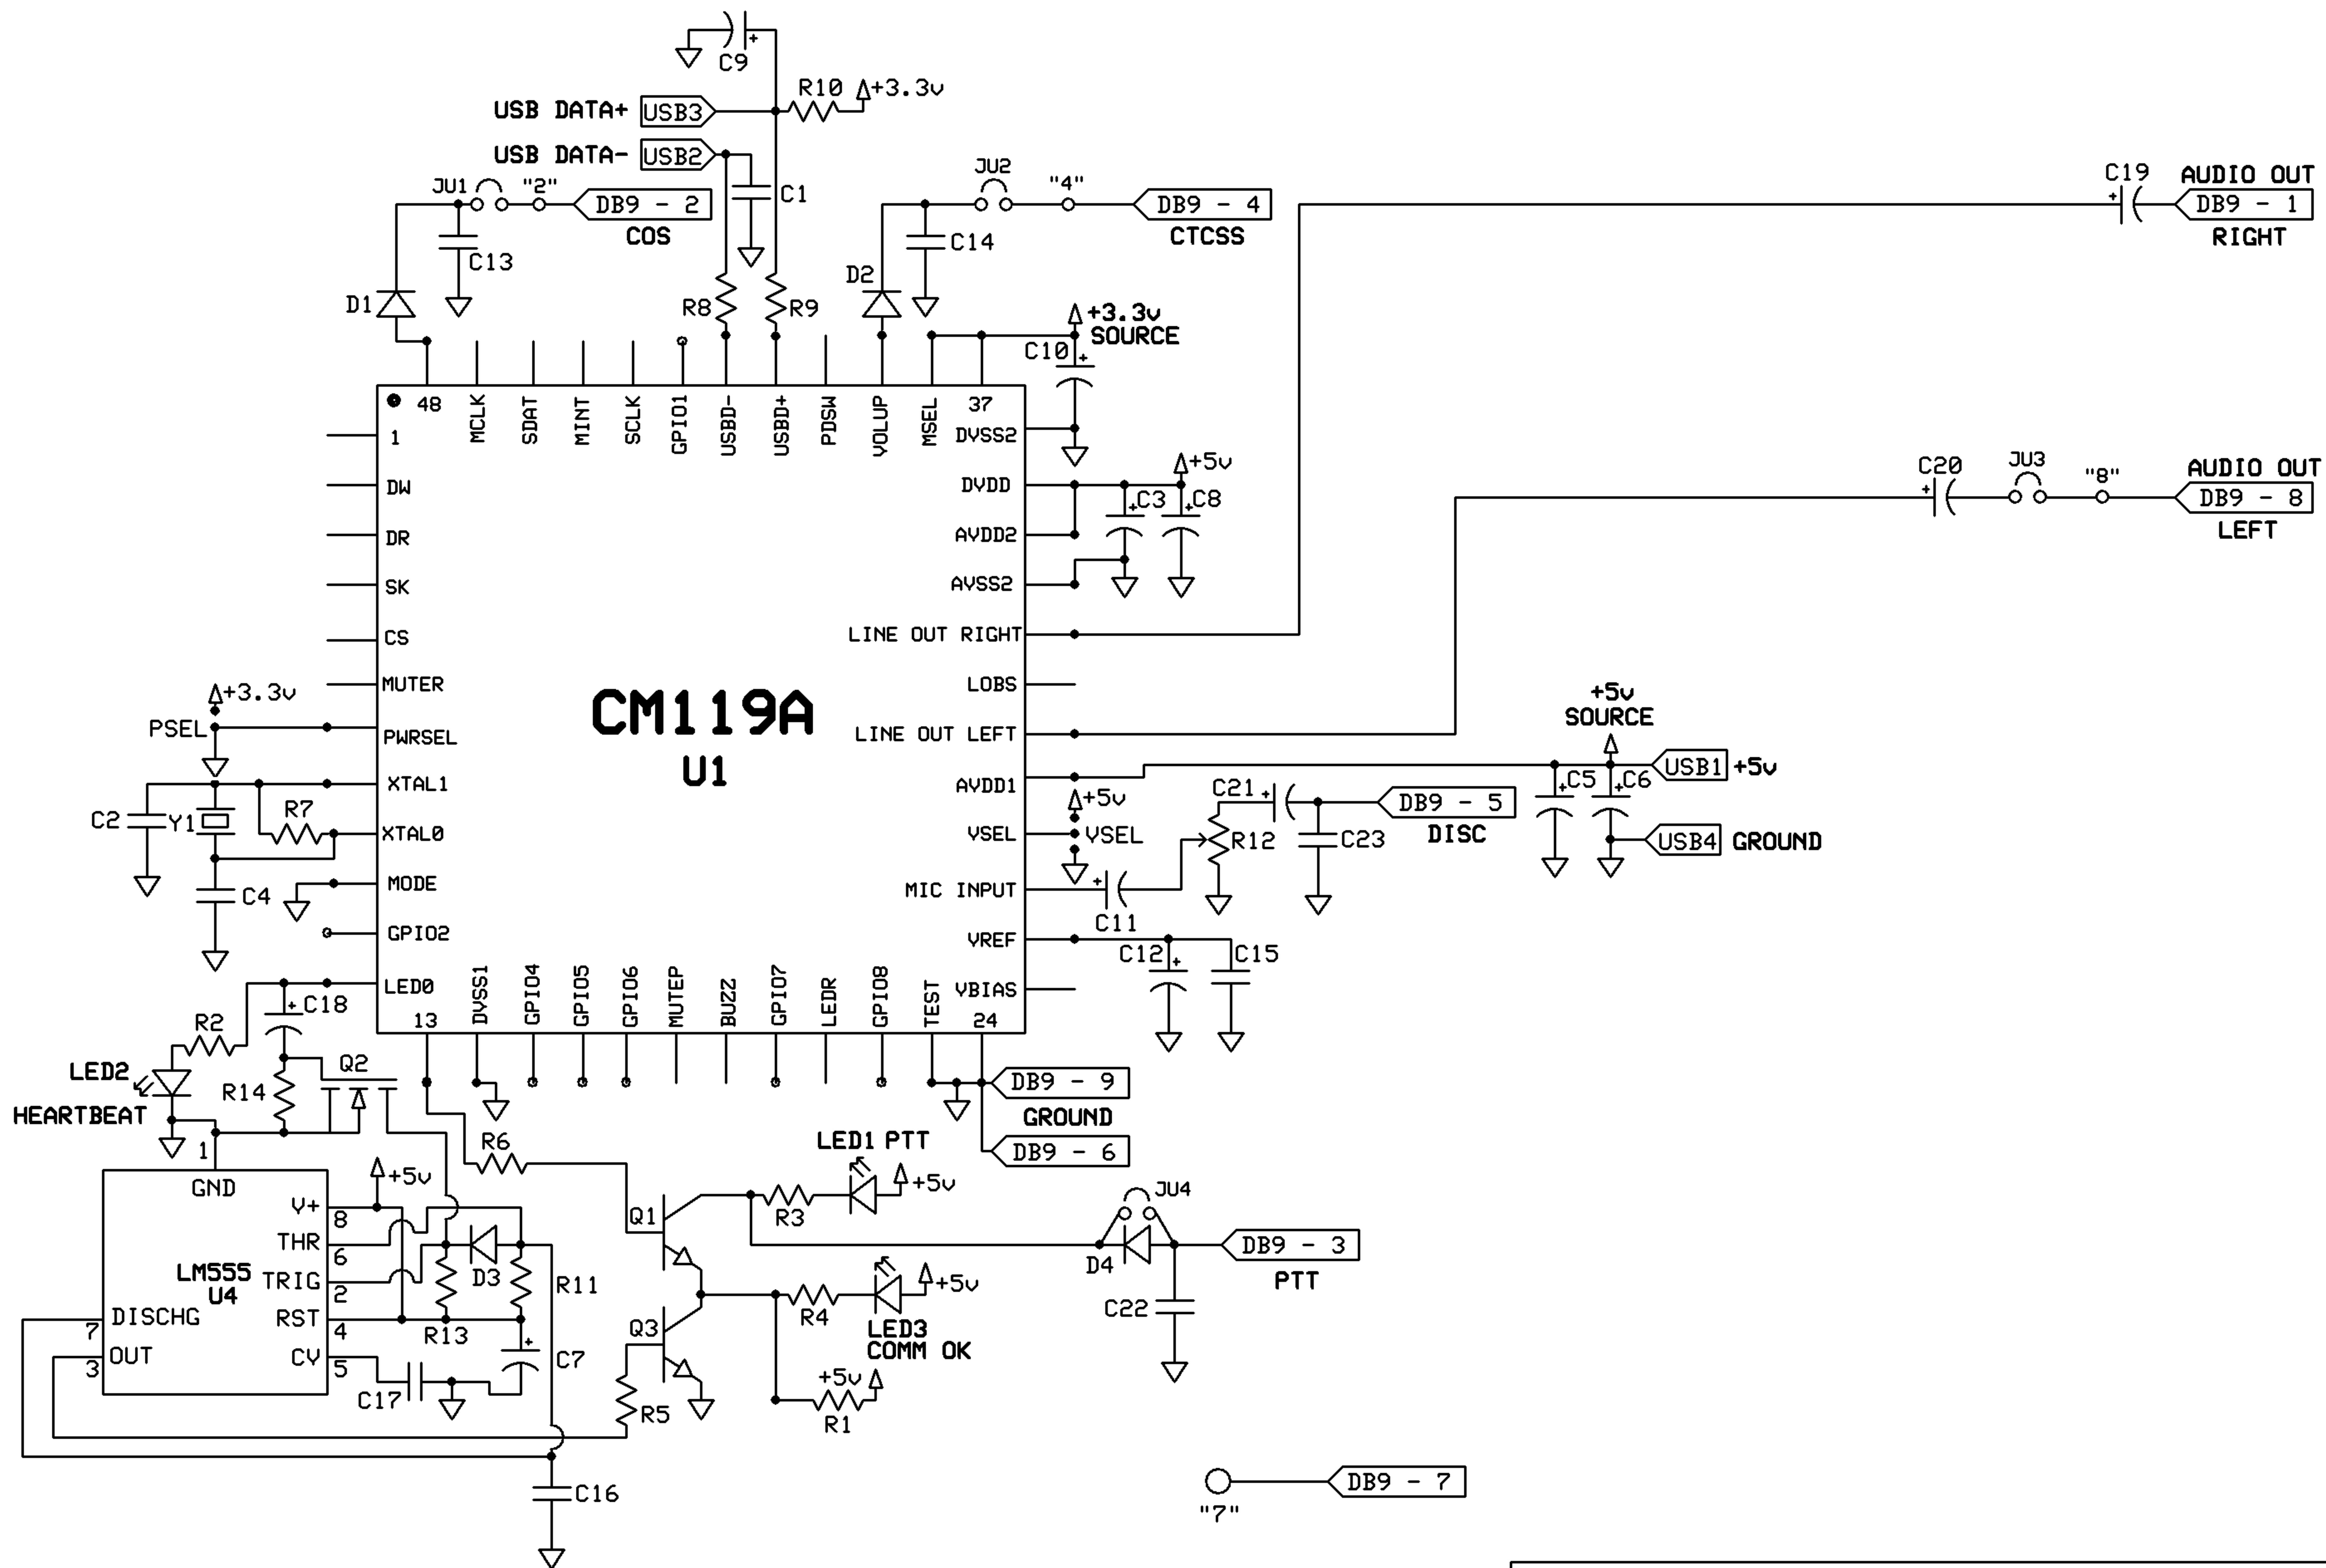 C9
R10
+3.3v
USB DATA+
USB3
USB DATA-
USB2
C1
JU1
"2"
DB9 - 2
COS
C13
D1
R8
R9
JU2
"4"
DB9 - 4
CTCSS
C14
D2
+3.3v
SOURCE
C10
C19
AUDIO OUT
DB9 - 1
RIGHT
48
MCLK
SDAT
MINT
SCLK
GPIO1
USBD-
USBD+
PDSW
VOLUP
MSEL
37
1
DW
DR
SK
CS
MUTER
PWRSEL
XTAL1
XTAL0
MODE
GPIO2
LED0
DVSS2
DVDD
AVDD2
AVSS2
LINE OUT RIGHT
LOBS
LINE OUT LEFT
AVDD1
VSEL
MIC INPUT
VREF
VBIAS
CM119A
U1
13
DVSS1
GPIO4
GPIO5
GPIO6
MUTEP
BUZZ
GPIO7
LEDR
GPIO8
TEST
24
+5v
C3
C8
C20
JU3
"8"
AUDIO OUT
DB9 - 8
LEFT
+3.3v
PSEL
C2
Y1
R7
C4
+5v
SOURCE
USB1
+5v
C5
C6
USB4
GROUND
+5v
VSEL
C21
R12
C23
DB9 - 5
DISC
C11
C12
C15
C18
R2
LED2
HEARTBEAT
R14
Q2
DB9 - 9
GROUND
DB9 - 6
1
GND
V+
8
THR
6
TRIG
2
RST
4
CV
5
LM555
U4
DISCHG
7
OUT
3
+5v
D3
R11
R13
C7
C17
C16
R6
Q1
R3
LED1 PTT
+5v
Q3
R4
LED3
COMM OK
+5v
R5
+5v
R1
JU4
D4
DB9 - 3
PTT
C22
"7"
DB9 - 7